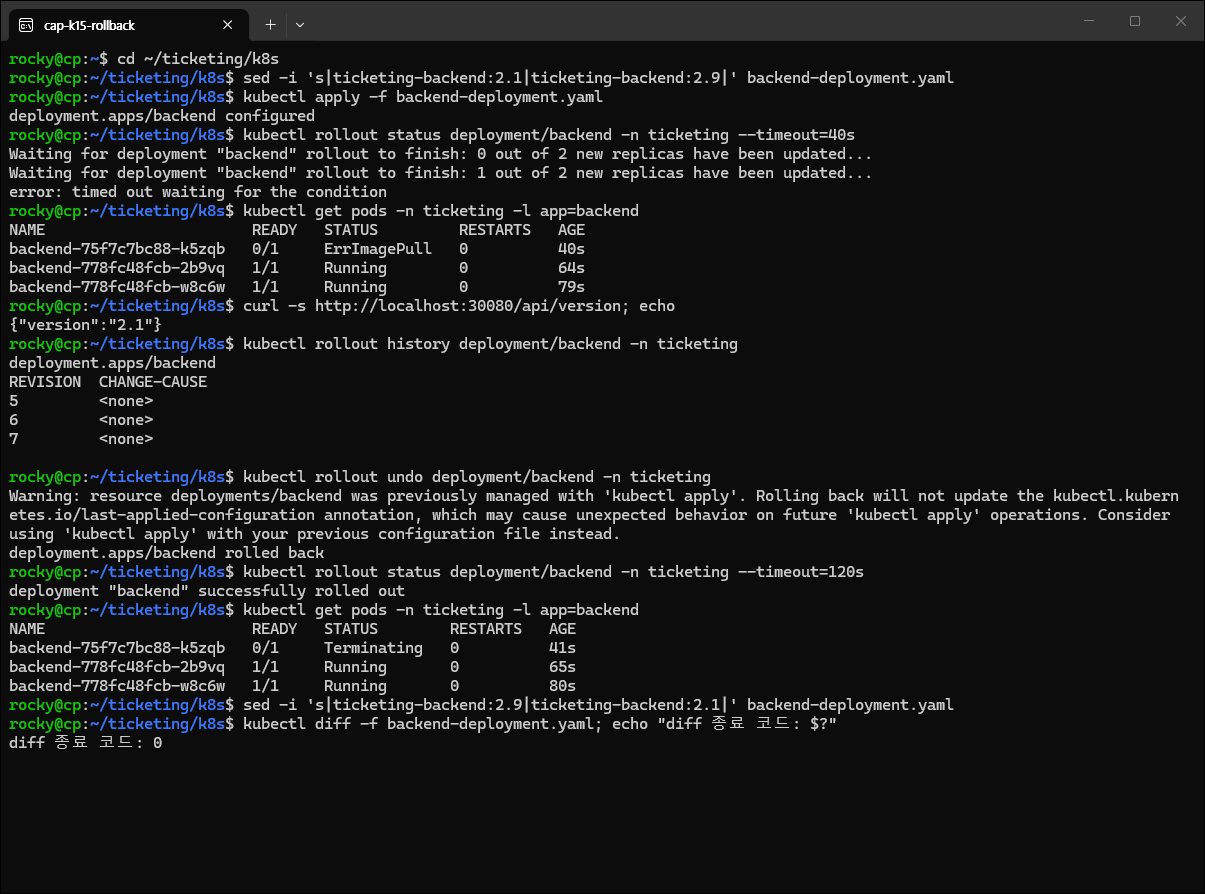 cap-k15-rollback
rocky@cp:~$ cd ~/ticketing/k8s
rocky@cp:~/ticketing/k8s$ sed -i 's|ticketing-backend:2.1|ticketing-backend:2.9|' backend-deployment.yaml
rocky@cp:~/ticketing/k8s$ kubectl apply -f backend-deployment.yaml
deployment.apps/backend configured
rocky@cp:~/ticketing/k8s$ kubectl rollout status deployment/backend -n ticketing --timeout=40s
Waiting for deployment "backend" rollout to finish: 0 out of 2 new replicas have been updated...
Waiting for deployment "backend" rollout to finish: 1 out of 2 new replicas have been updated...
error: timed out waiting for the condition
rocky@cp:~/ticketing/k8s$ kubectl get pods -n ticketing -l app=backend
NAME                       READY   STATUS         RESTARTS   AGE
backend-75f7c7bc88-k5zqb   0/1     ErrImagePull   0          40s
backend-778fc48fcb-2b9vq   1/1     Running        0          64s
backend-778fc48fcb-w8c6w   1/1     Running        0          79s
rocky@cp:~/ticketing/k8s$ curl -s http://localhost:30080/api/version; echo
{"version":"2.1"}
rocky@cp:~/ticketing/k8s$ kubectl rollout history deployment/backend -n ticketing
deployment.apps/backend
REVISION  CHANGE-CAUSE
5         <none>
6         <none>
7         <none>
rocky@cp:~/ticketing/k8s$ kubectl rollout undo deployment/backend -n ticketing
Warning: resource deployments/backend was previously managed with 'kubectl apply'. Rolling back will not update the kubectl.kubern
etes.io/last-applied-configuration annotation, which may cause unexpected behavior on future 'kubectl apply' operations. Consider
using 'kubectl apply' with your previous configuration file instead.
deployment.apps/backend rolled back
rocky@cp:~/ticketing/k8s$ kubectl rollout status deployment/backend -n ticketing --timeout=120s
deployment "backend" successfully rolled out
rocky@cp:~/ticketing/k8s$ kubectl get pods -n ticketing -l app=backend
NAME                       READY   STATUS        RESTARTS   AGE
backend-75f7c7bc88-k5zqb   0/1     Terminating   0          41s
backend-778fc48fcb-2b9vq   1/1     Running       0          65s
backend-778fc48fcb-w8c6w   1/1     Running       0          80s
rocky@cp:~/ticketing/k8s$ sed -i 's|ticketing-backend:2.9|ticketing-backend:2.1|' backend-deployment.yaml
rocky@cp:~/ticketing/k8s$ kubectl diff -f backend-deployment.yaml; echo "diff 종료 코드: $?"
diff 종료 코드: 0